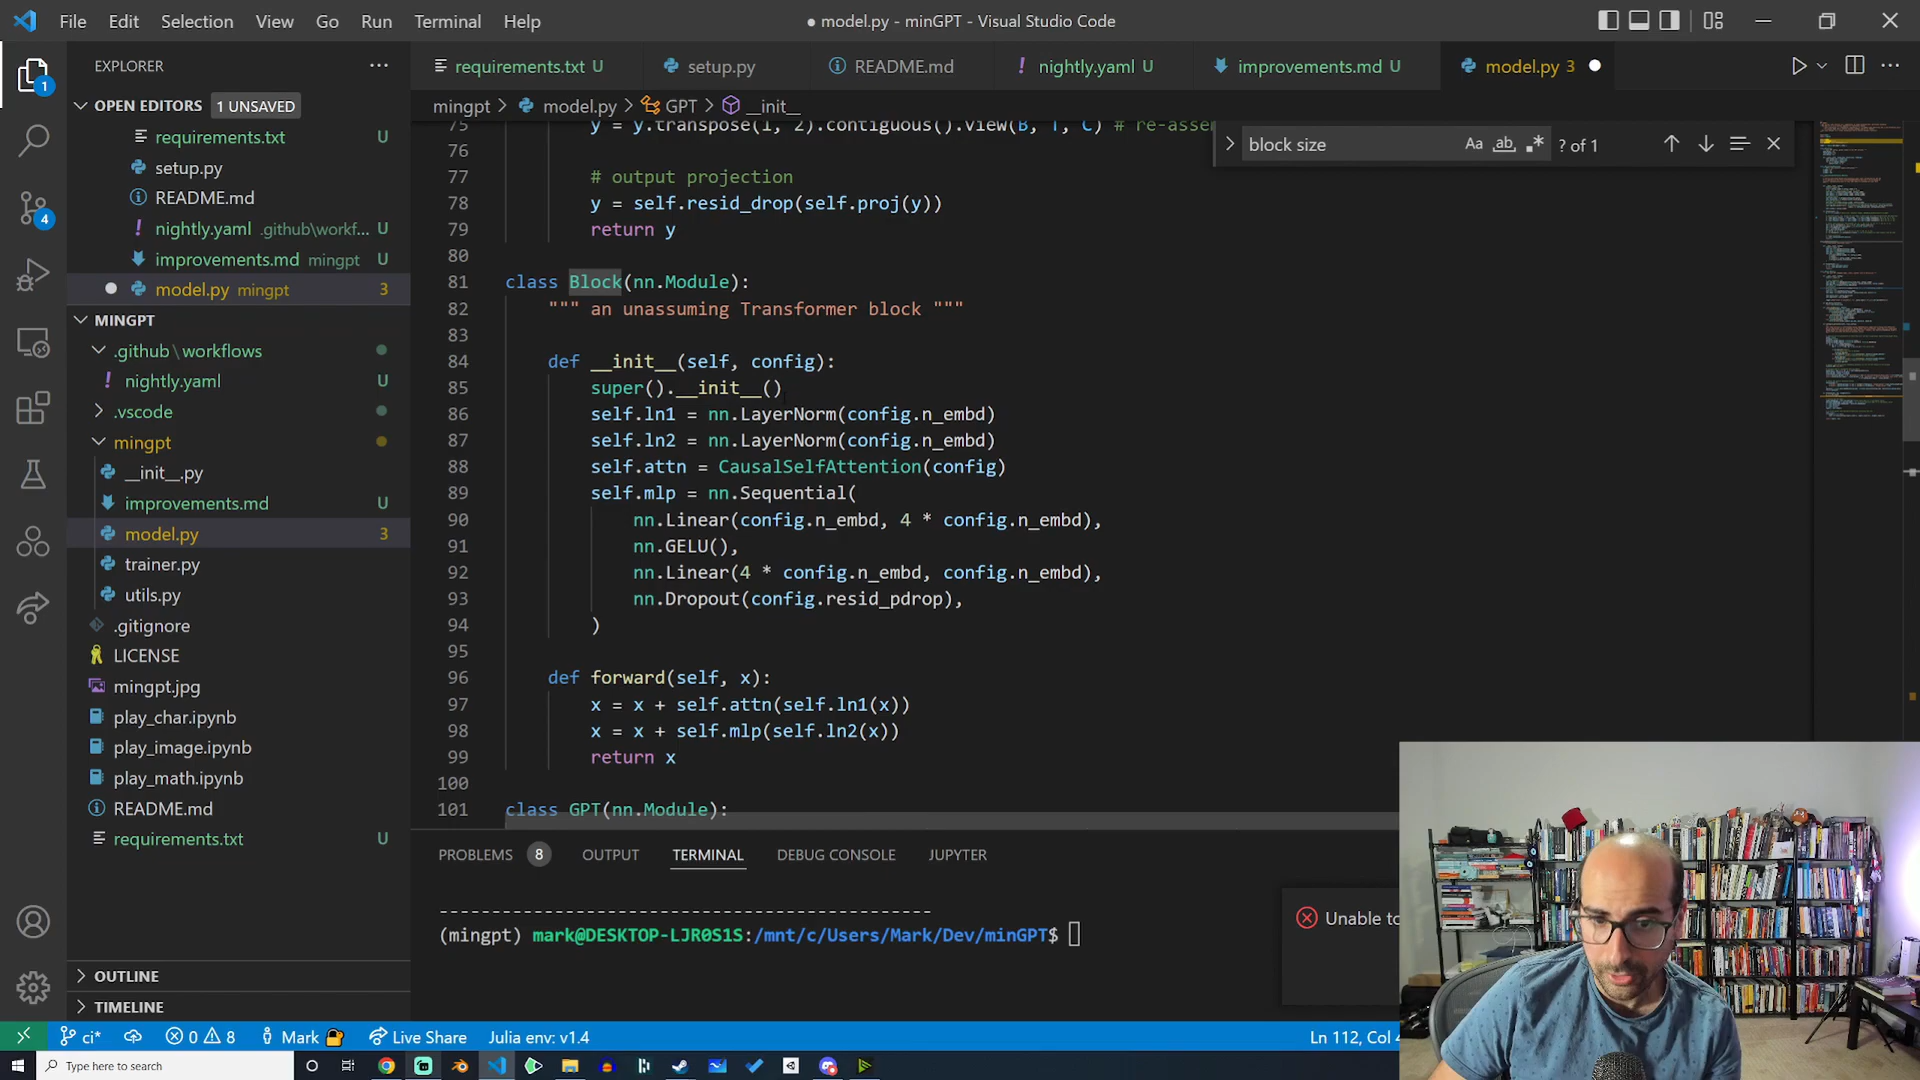 File Edit Selection View Go Run Terminal Help
● model.py - minGPT - Visual Studio Code
EXPLORER
requirements.txt U
setup.py
README.md
! nightly.yaml U
improvements.md U
model.py 3
OPEN EDITORS 1 UNSAVED
requirements.txt U
setup.py
README.md
! nightly.yaml .github\workf... U
improvements.md mingpt U
model.py mingpt 3
MINGPT
.github\workflows
! nightly.yaml U
.vscode
mingpt
__init__.py
improvements.md U
model.py 3
trainer.py
utils.py
.gitignore
LICENSE
mingpt.jpg
play_char.ipynb
play_image.ipynb
play_math.ipynb
README.md
requirements.txt U
OUTLINE
TIMELINE
1
4
mingpt > model.py > GPT > __init__
block size Aa ab .* ? of 1
75 y = y.transpose(1, 2).contiguous().view(B, T, C) # re-asse
76
77 # output projection
78 y = self.resid_drop(self.proj(y))
79 return y
80
81 class Block(nn.Module):
82 """ an unassuming Transformer block """
83
84 def __init__(self, config):
85 super().__init__()
86 self.ln1 = nn.LayerNorm(config.n_embd)
87 self.ln2 = nn.LayerNorm(config.n_embd)
88 self.attn = CausalSelfAttention(config)
89 self.mlp = nn.Sequential(
90 nn.Linear(config.n_embd, 4 * config.n_embd),
91 nn.GELU(),
92 nn.Linear(4 * config.n_embd, config.n_embd),
93 nn.Dropout(config.resid_pdrop),
94 )
95
96 def forward(self, x):
97 x = x + self.attn(self.ln1(x))
98 x = x + self.mlp(self.ln2(x))
99 return x
100
101 class GPT(nn.Module):
PROBLEMS 8 OUTPUT TERMINAL DEBUG CONSOLE JUPYTER
----------------------------------------------
(mingpt) mark@DESKTOP-LJR0S1S:/mnt/c/Users/Mark/Dev/minGPT$
Unable to
ci* 0 8 Mark Live Share Julia env: v1.4
Ln 112, Col
Type here to search